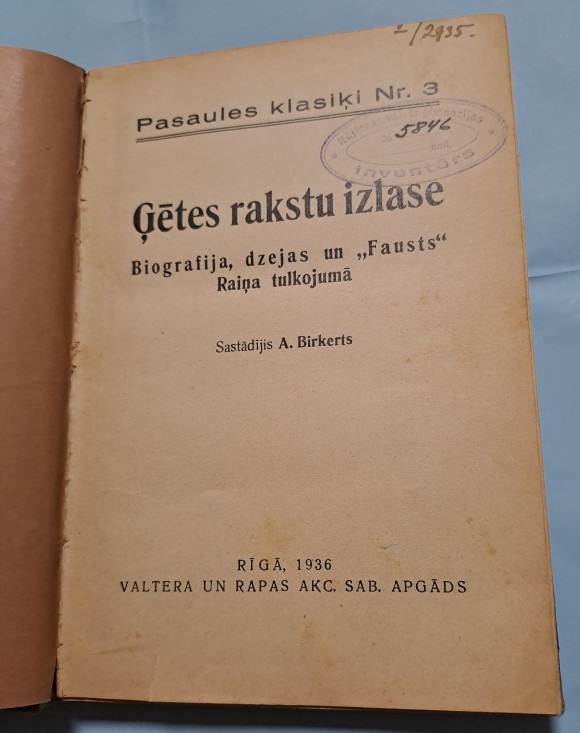 2/2935.
Pasaules klasiķi Nr. 3
5846
inventārs
Ģētes rakstu izlase
Biografija, dzejas un „Fausts“
Raiņa tulkojumā
Sastādījis A. Birkerts
RĪGĀ, 1936
VALTERA UN RAPAS AKC. SAB. APGĀDS